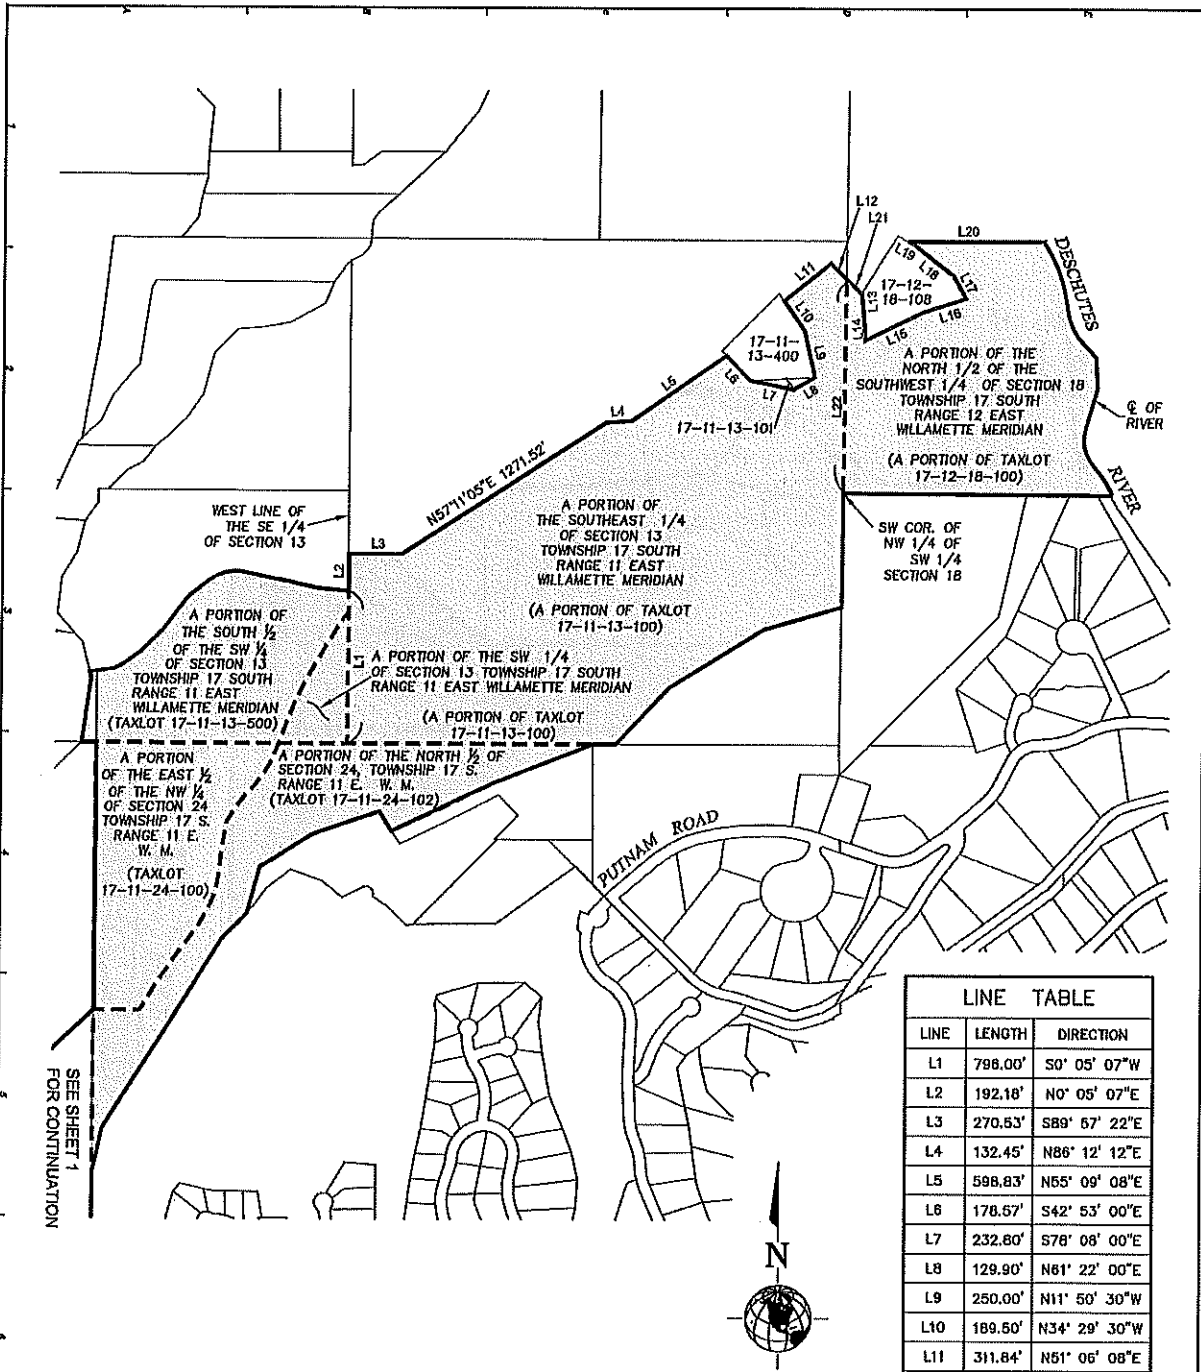 L12
L21
L20
L11
L19
L18
L17
17-12-
18-108
L13
L10
L14
L15
L16
DESCHUTES
17-11-
13-400
L9
L5
L6
L7
L8
17-11-13-101
L22
A PORTION OF THE
NORTH 1/2 OF THE
SOUTHWEST 1/4 OF SECTION 18
TOWNSHIP 17 SOUTH
RANGE 12 EAST
WILLAMETTE MERIDIAN
(A PORTION OF TAXLOT
17-12-18-100)
℄ OF
RIVER
RIVER
L4
N57°11'05"E 1271.52'
WEST LINE OF
THE SE 1/4
OF SECTION 13
L3
L2
A PORTION OF
THE SOUTHEAST 1/4
OF SECTION 13
TOWNSHIP 17 SOUTH
RANGE 11 EAST
WILLAMETTE MERIDIAN
(A PORTION OF TAXLOT
17-11-13-100)
SW COR. OF
NW 1/4 OF
SW 1/4
SECTION 18
A PORTION OF
THE SOUTH ½
OF THE SW ¼
OF SECTION 13
TOWNSHIP 17 SOUTH
RANGE 11 EAST
WILLAMETTE MERIDIAN
(TAXLOT 17-11-13-500)
L1
A PORTION OF THE SW 1/4
OF SECTION 13 TOWNSHIP 17 SOUTH
RANGE 11 EAST WILLAMETTE MERIDIAN
(A PORTION OF TAXLOT
17-11-13-100)
A PORTION
OF THE EAST ½
OF THE NW ¼
OF SECTION 24
TOWNSHIP 17 S.
RANGE 11 E.
W. M.
(TAXLOT
17-11-24-100)
A PORTION OF THE NORTH ½ OF
SECTION 24, TOWNSHIP 17 S.
RANGE 11 E. W. M.
(TAXLOT 17-11-24-102)
PUTNAM ROAD
SEE SHEET 1
FOR CONTINUATION
N
LINE TABLE
LINE LENGTH DIRECTION
L1 796.00' S0° 05' 07"W
L2 192.18' N0° 05' 07"E
L3 270.53' S89° 57' 22"E
L4 132.45' N86° 12' 12"E
L5 598.83' N55° 09' 08"E
L6 178.57' S42° 53' 00"E
L7 232.80' S78° 08' 00"E
L8 129.90' N61° 22' 00"E
L9 250.00' N11° 50' 30"W
L10 189.50' N34° 29' 30"W
L11 311.84' N51° 06' 08"E